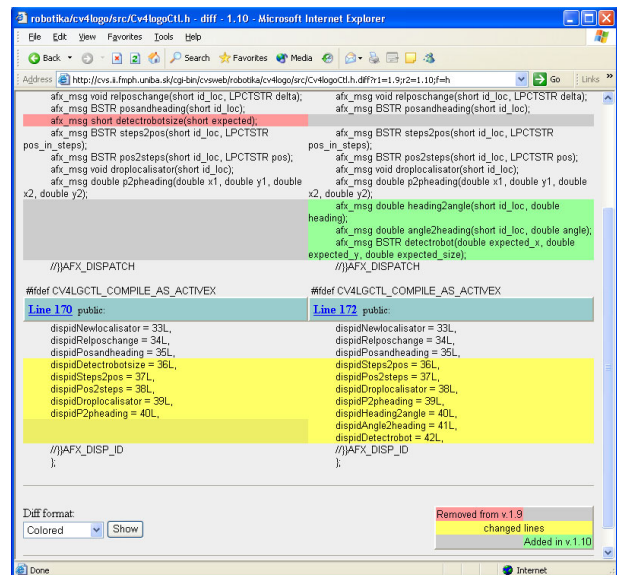 robotika/cv4logo/src/Cv4logoCtl.h - diff - 1.10 - Microsoft Internet Explorer
File Edit View Favorites Tools Help
Back Search Favorites Media
Address http://cvs.ii.fmph.uniba.sk/cgi-bin/cvsweb/robotika/cv4logo/src/Cv4logoCtl.h.diff?r1=1.9;r2=1.10;f=h Go Links »
afx_msg void relposchange(short id_loc, LPCTSTR delta);
afx_msg BSTR posandheading(short id_loc);
afx_msg short detectrobotsize(short expected);
afx_msg BSTR steps2pos(short id_loc, LPCTSTR
pos_in_steps);
afx_msg BSTR pos2steps(short id_loc, LPCTSTR pos);
afx_msg void droplocalisator(short id_loc);
afx_msg double p2pheading(double x1, double y1, double
x2, double y2);
//}}AFX_DISPATCH
#ifdef CV4LGCTL_COMPILE_AS_ACTIVEX
afx_msg void relposchange(short id_loc, LPCTSTR delta);
afx_msg BSTR posandheading(short id_loc);
afx_msg BSTR steps2pos(short id_loc, LPCTSTR
pos_in_steps);
afx_msg BSTR pos2steps(short id_loc, LPCTSTR pos);
afx_msg void droplocalisator(short id_loc);
afx_msg double p2pheading(double x1, double y1, double
x2, double y2);
afx_msg double heading2angle(short id_loc, double
heading);
afx_msg double angle2heading(short id_loc, double angle);
afx_msg BSTR detectrobot(double expected_x, double
expected_y, double expected_size);
//}}AFX_DISPATCH
#ifdef CV4LGCTL_COMPILE_AS_ACTIVEX
Line 170 public:
dispidNewlocalisator = 33L,
dispidRelposchange = 34L,
dispidPosandheading = 35L,
dispidDetectrobotsize = 36L,
dispidSteps2pos = 37L,
dispidPos2steps = 38L,
dispidDroplocalisator = 39L,
dispidP2pheading = 40L,
//}}AFX_DISP_ID
};
Line 172 public:
dispidNewlocalisator = 33L,
dispidRelposchange = 34L,
dispidPosandheading = 35L,
dispidSteps2pos = 36L,
dispidPos2steps = 37L,
dispidDroplocalisator = 38L,
dispidP2pheading = 39L,
dispidHeading2angle = 40L,
dispidAngle2heading = 41L,
dispidDetectrobot = 42L,
//}}AFX_DISP_ID
};
Diff format:
Colored Show
Removed from v.1.9
changed lines
Added in v.1.10
Done Internet